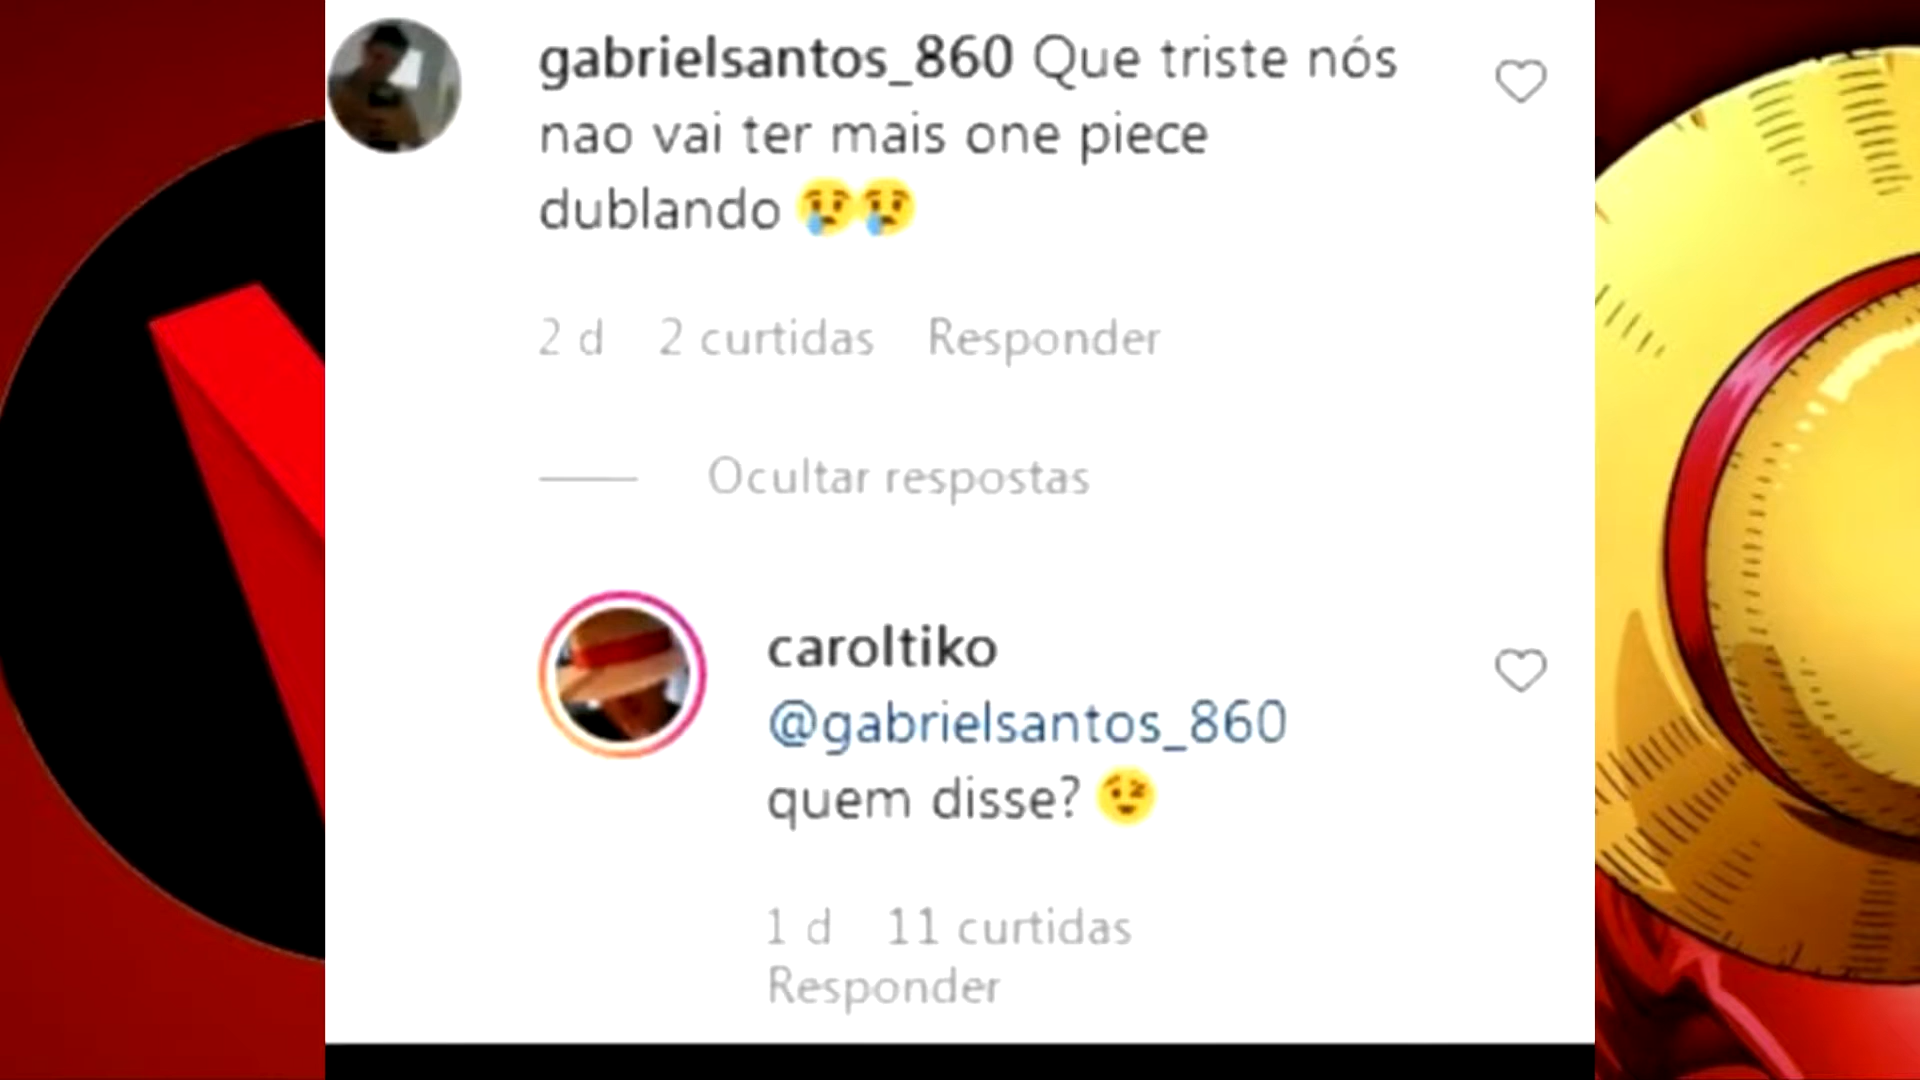 gabrielsantos_860 Que triste nós
nao vai ter mais one piece
dublando 😢😢
2 d 2 curtidas Responder
Ocultar respostas
caroltiko
@gabrielsantos_860
quem disse? 😉
1 d 11 curtidas
Responder